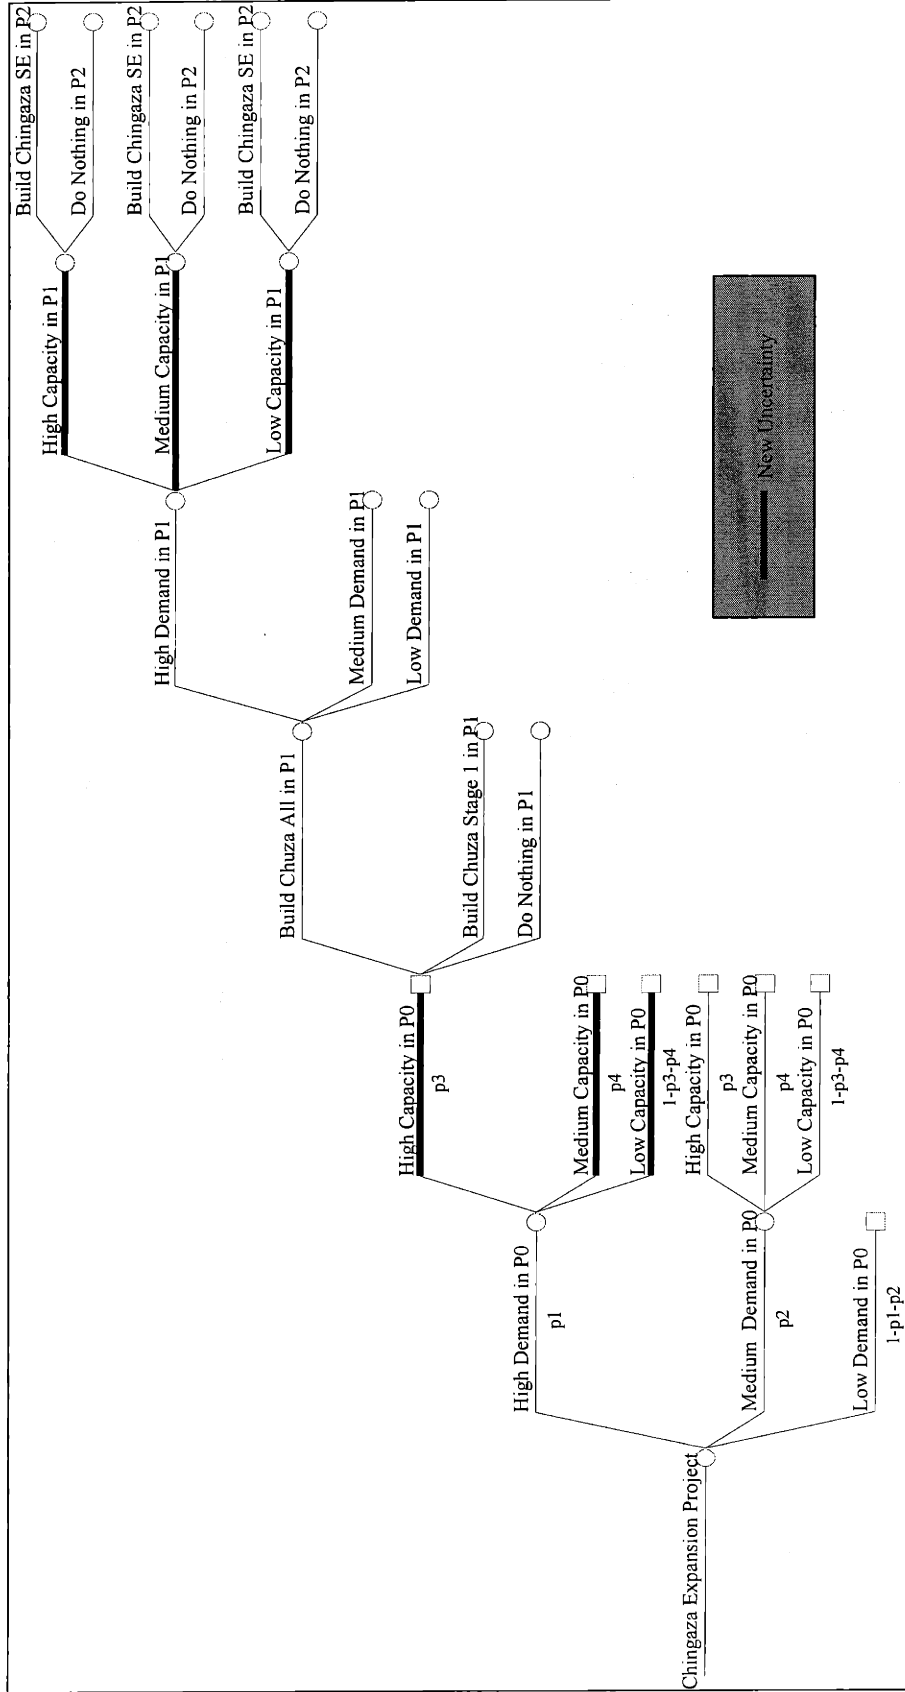 Chingaza Expansion Project
High Demand in P0
p1
Medium Demand in P0
p2
Low Demand in P0
1-p1-p2
High Capacity in P0
p3
Medium Capacity in P0
p4
Low Capacity in P0
1-p3-p4
High Capacity in P0
p3
Medium Capacity in P0
p4
Low Capacity in P0
1-p3-p4
Build Chuza All in P1
Build Chuza Stage 1 in P1
Do Nothing in P1
High Demand in P1
Medium Demand in P1
Low Demand in P1
High Capacity in P1
Medium Capacity in P1
Low Capacity in P1
Build Chingaza SE in P2
Do Nothing in P2
Build Chingaza SE in P2
Do Nothing in P2
Build Chingaza SE in P2
Do Nothing in P2
New Uncertainty